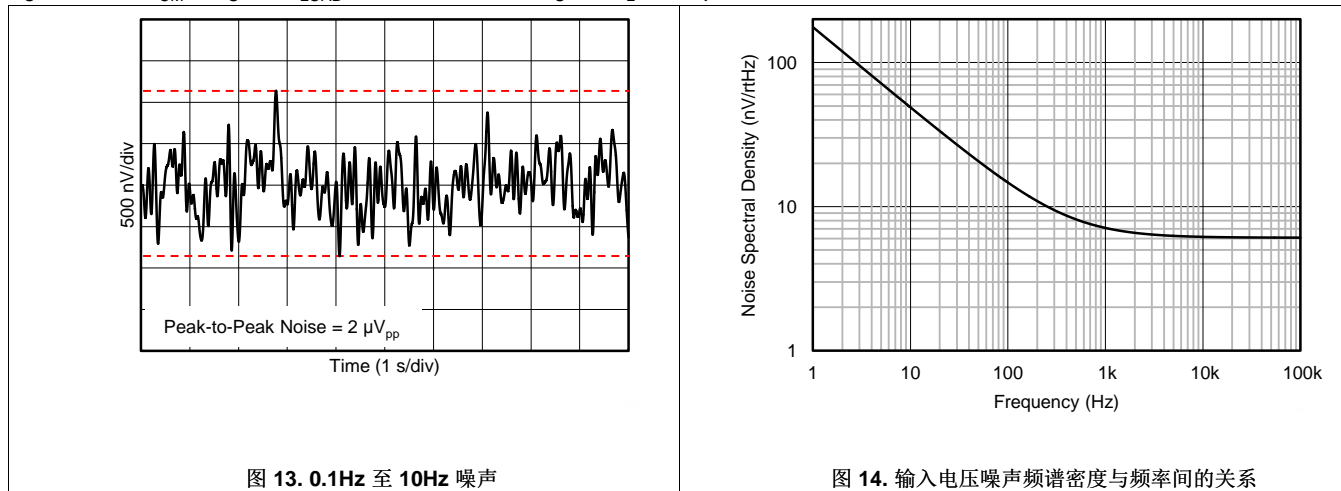 500 nV/div
Peak-to-Peak Noise = 2 µVpp
Time (1 s/div)
图 13. 0.1Hz 至 10Hz 噪声
Noise Spectral Density (nV/rtHz)
100
10
1
1 10 100 1k 10k 100k
Frequency (Hz)
图 14. 输入电压噪声频谱密度与频率间的关系